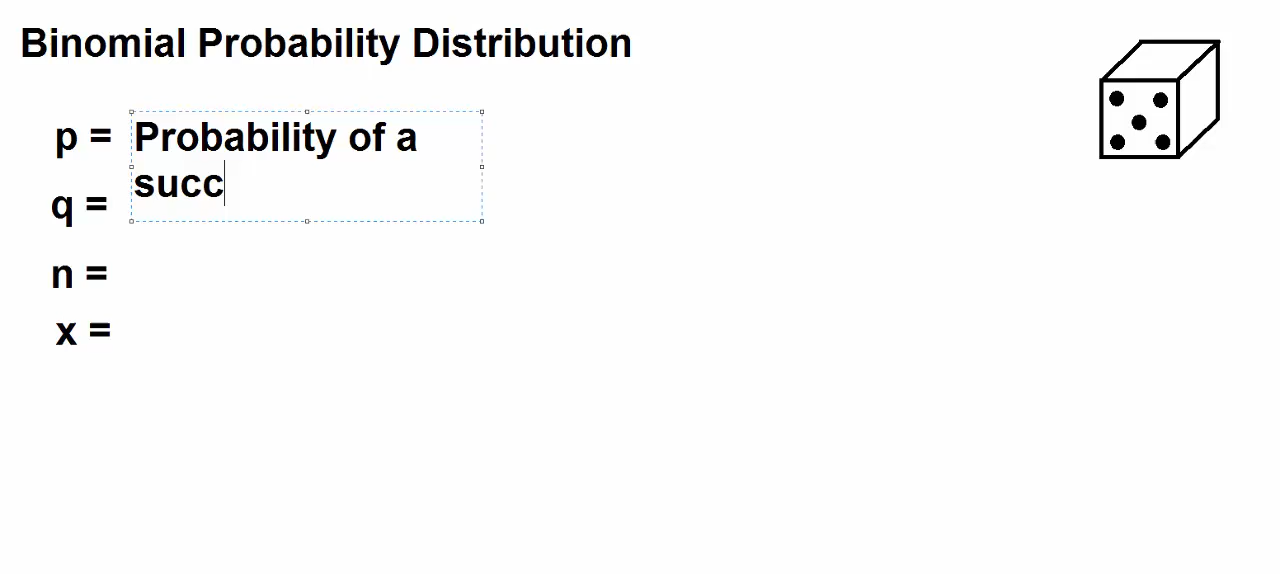 Binomial Probability Distribution
p = Probability of a
succ
q =
n =
x =